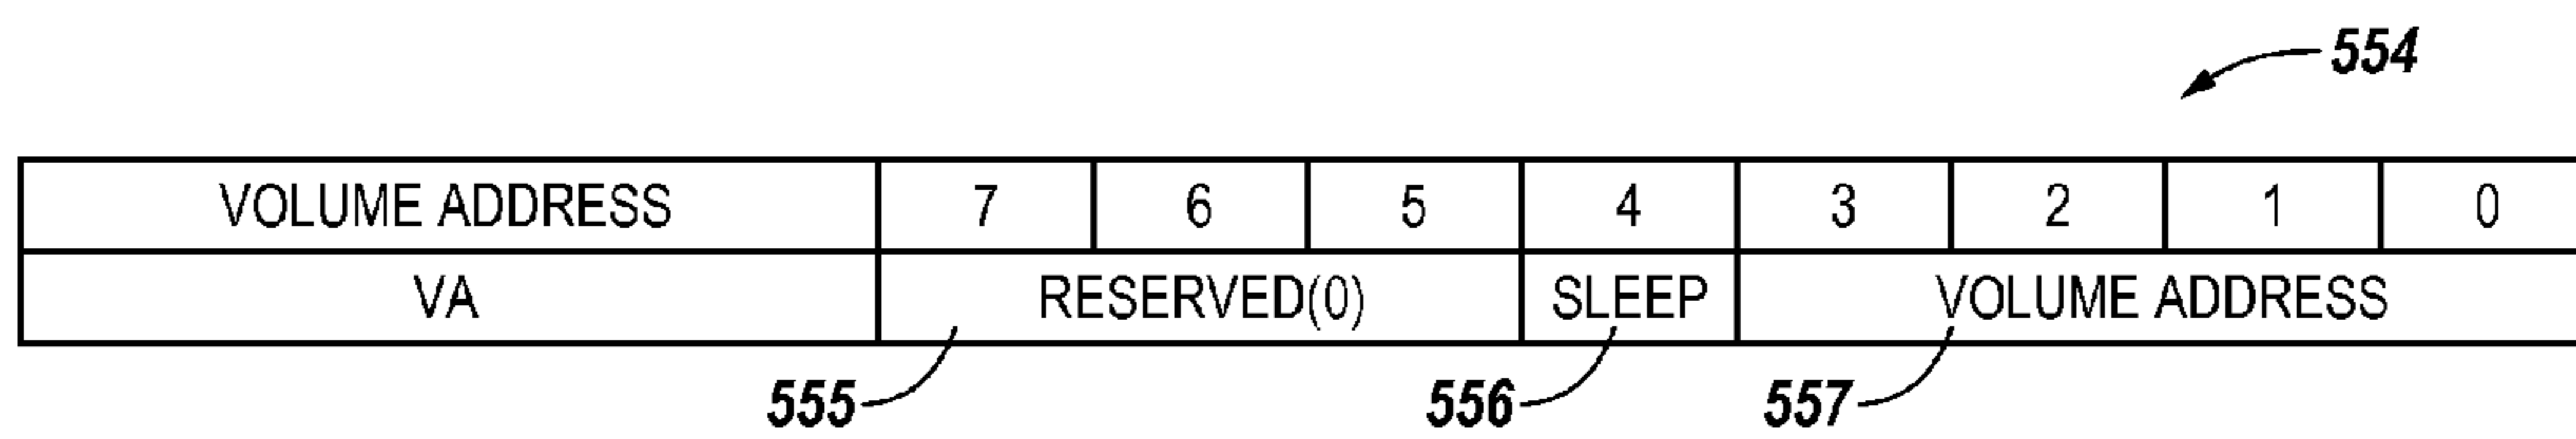 554
VOLUME ADDRESS 7 6 5 4 3 2 1 0
VA RESERVED(0) SLEEP VOLUME ADDRESS
555 556 557